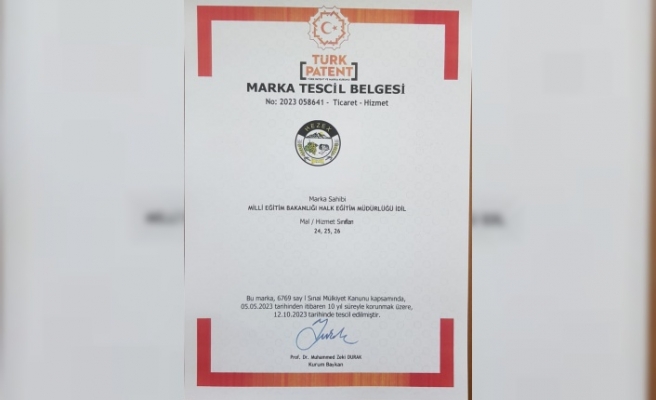 TURK
PATENT
MARKA TESCİL BELGESİ
No: 2023 058641 - Ticaret - Hizmet
HEZEX
Marka Sahibi
MİLLİ EĞİTİM BAKANLIĞI HALK EĞİTİM MÜDÜRLÜĞÜ İDİL
Mal / Hizmet Sınıfları
24, 25, 26
Bu marka, 6769 say l Sınai Mülkiyet Kanunu kapsamında,
05.05.2023 tarihinden itibaren 10 yıl süreyle korunmak üzere,
12.10.2023 tarihinde tescil edilmiştir.
Prof. Dr. Muhammed Zeki DURAK
Kurum Başkanı